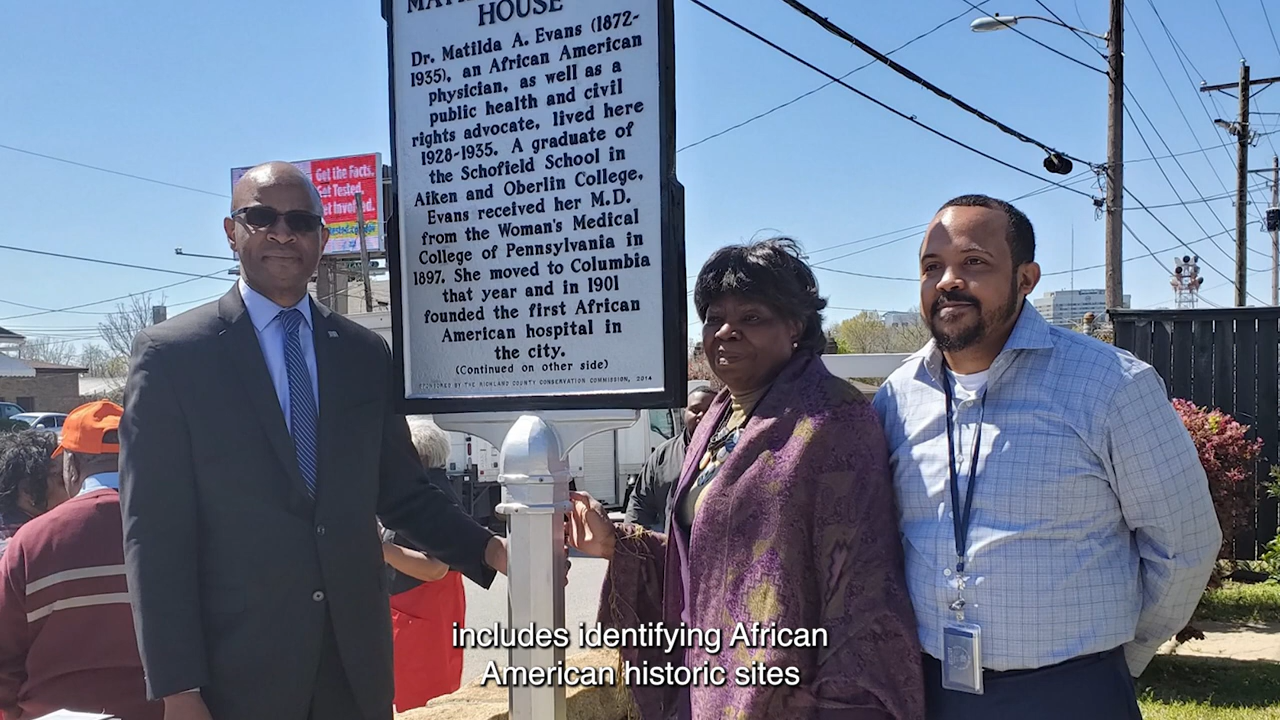 HOUSE
Dr. Matilda A. Evans (1872-
1935), an African American
physician, as well as a
public health and civil
rights advocate, lived here
1928-1935. A graduate of
the Schofield School in
Aiken and Oberlin College,
Evans received her M.D.
from the Woman's Medical
College of Pennsylvania in
1897. She moved to Columbia
that year and in 1901
founded the first African
American hospital in
the city.
(Continued on other side)
SPONSORED BY THE RICHLAND COUNTY CONSERVATION COMMISSION, 2014
Get the Facts.
Get Tested.
Get Involved.
includes identifying African
American historic sites